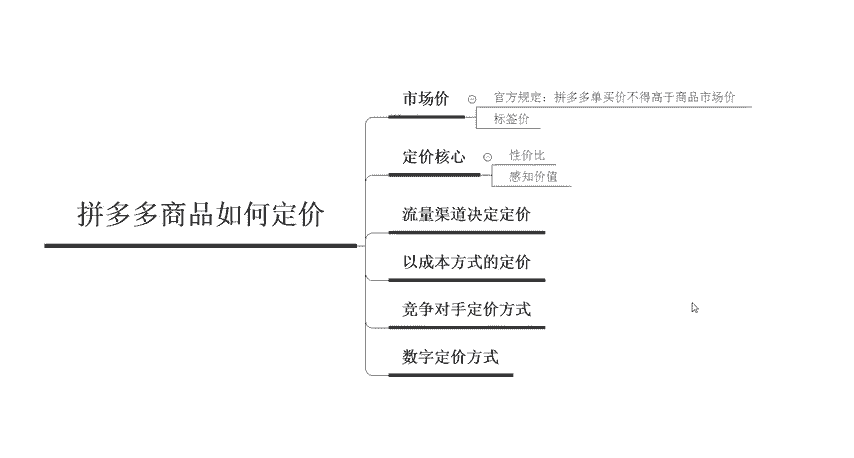 拼多多商品如何定价
市场价
官方规定：拼多多单买价不得高于商品市场价
标签价
定价核心
性价比
感知价值
流量渠道决定定价
以成本方式的定价
竞争对手定价方式
数字定价方式